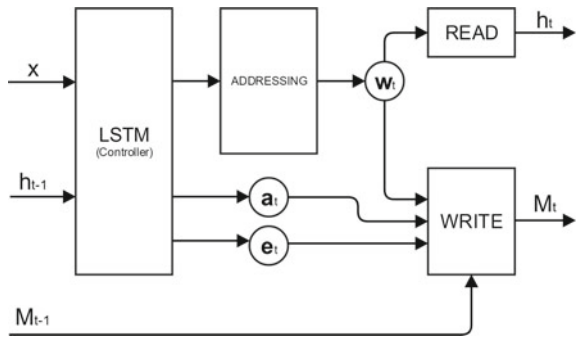 READ
hₜ
x
ADDRESSING
wₜ
LSTM
(Controller)
hₜ₋₁
aₜ
Mₜ
WRITE
eₜ
Mₜ₋₁